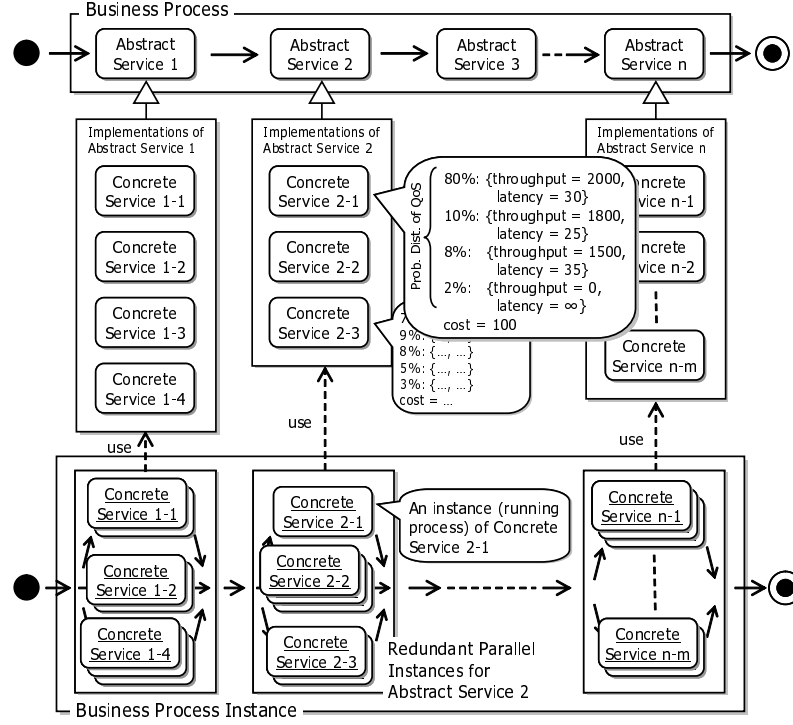 Business Process
Abstract
Service 1
Abstract
Service 2
Abstract
Service 3
Abstract
Service n
Implementations of
Abstract Service 1
Concrete
Service 1-1
Concrete
Service 1-2
Concrete
Service 1-3
Concrete
Service 1-4
Implementations of
Abstract Service 2
Concrete
Service 2-1
Concrete
Service 2-2
Concrete
Service 2-3
Prob. Dist. of QoS
80%: {throughput = 2000,
latency = 30}
10%: {throughput = 1800,
latency = 25}
8%: {throughput = 1500,
latency = 35}
2%: {throughput = 0,
latency = ∞}
cost = 100
9%: {..., ...}
8%: {..., ...}
5%: {..., ...}
3%: {..., ...}
cost = ...
Implementations of
Abstract Service n
n-1
n-2
Concrete
Service n-m
use
use
use
Concrete
Service 1-1
Concrete
Service 1-2
Concrete
Service 1-4
Concrete
Service 2-1
Concrete
Service 2-2
Concrete
Service 2-3
An instance (running
process) of Concrete
Service 2-1
Redundant Parallel
Instances for
Abstract Service 2
Concrete
Service n-1
Concrete
Service n-m
Business Process Instance